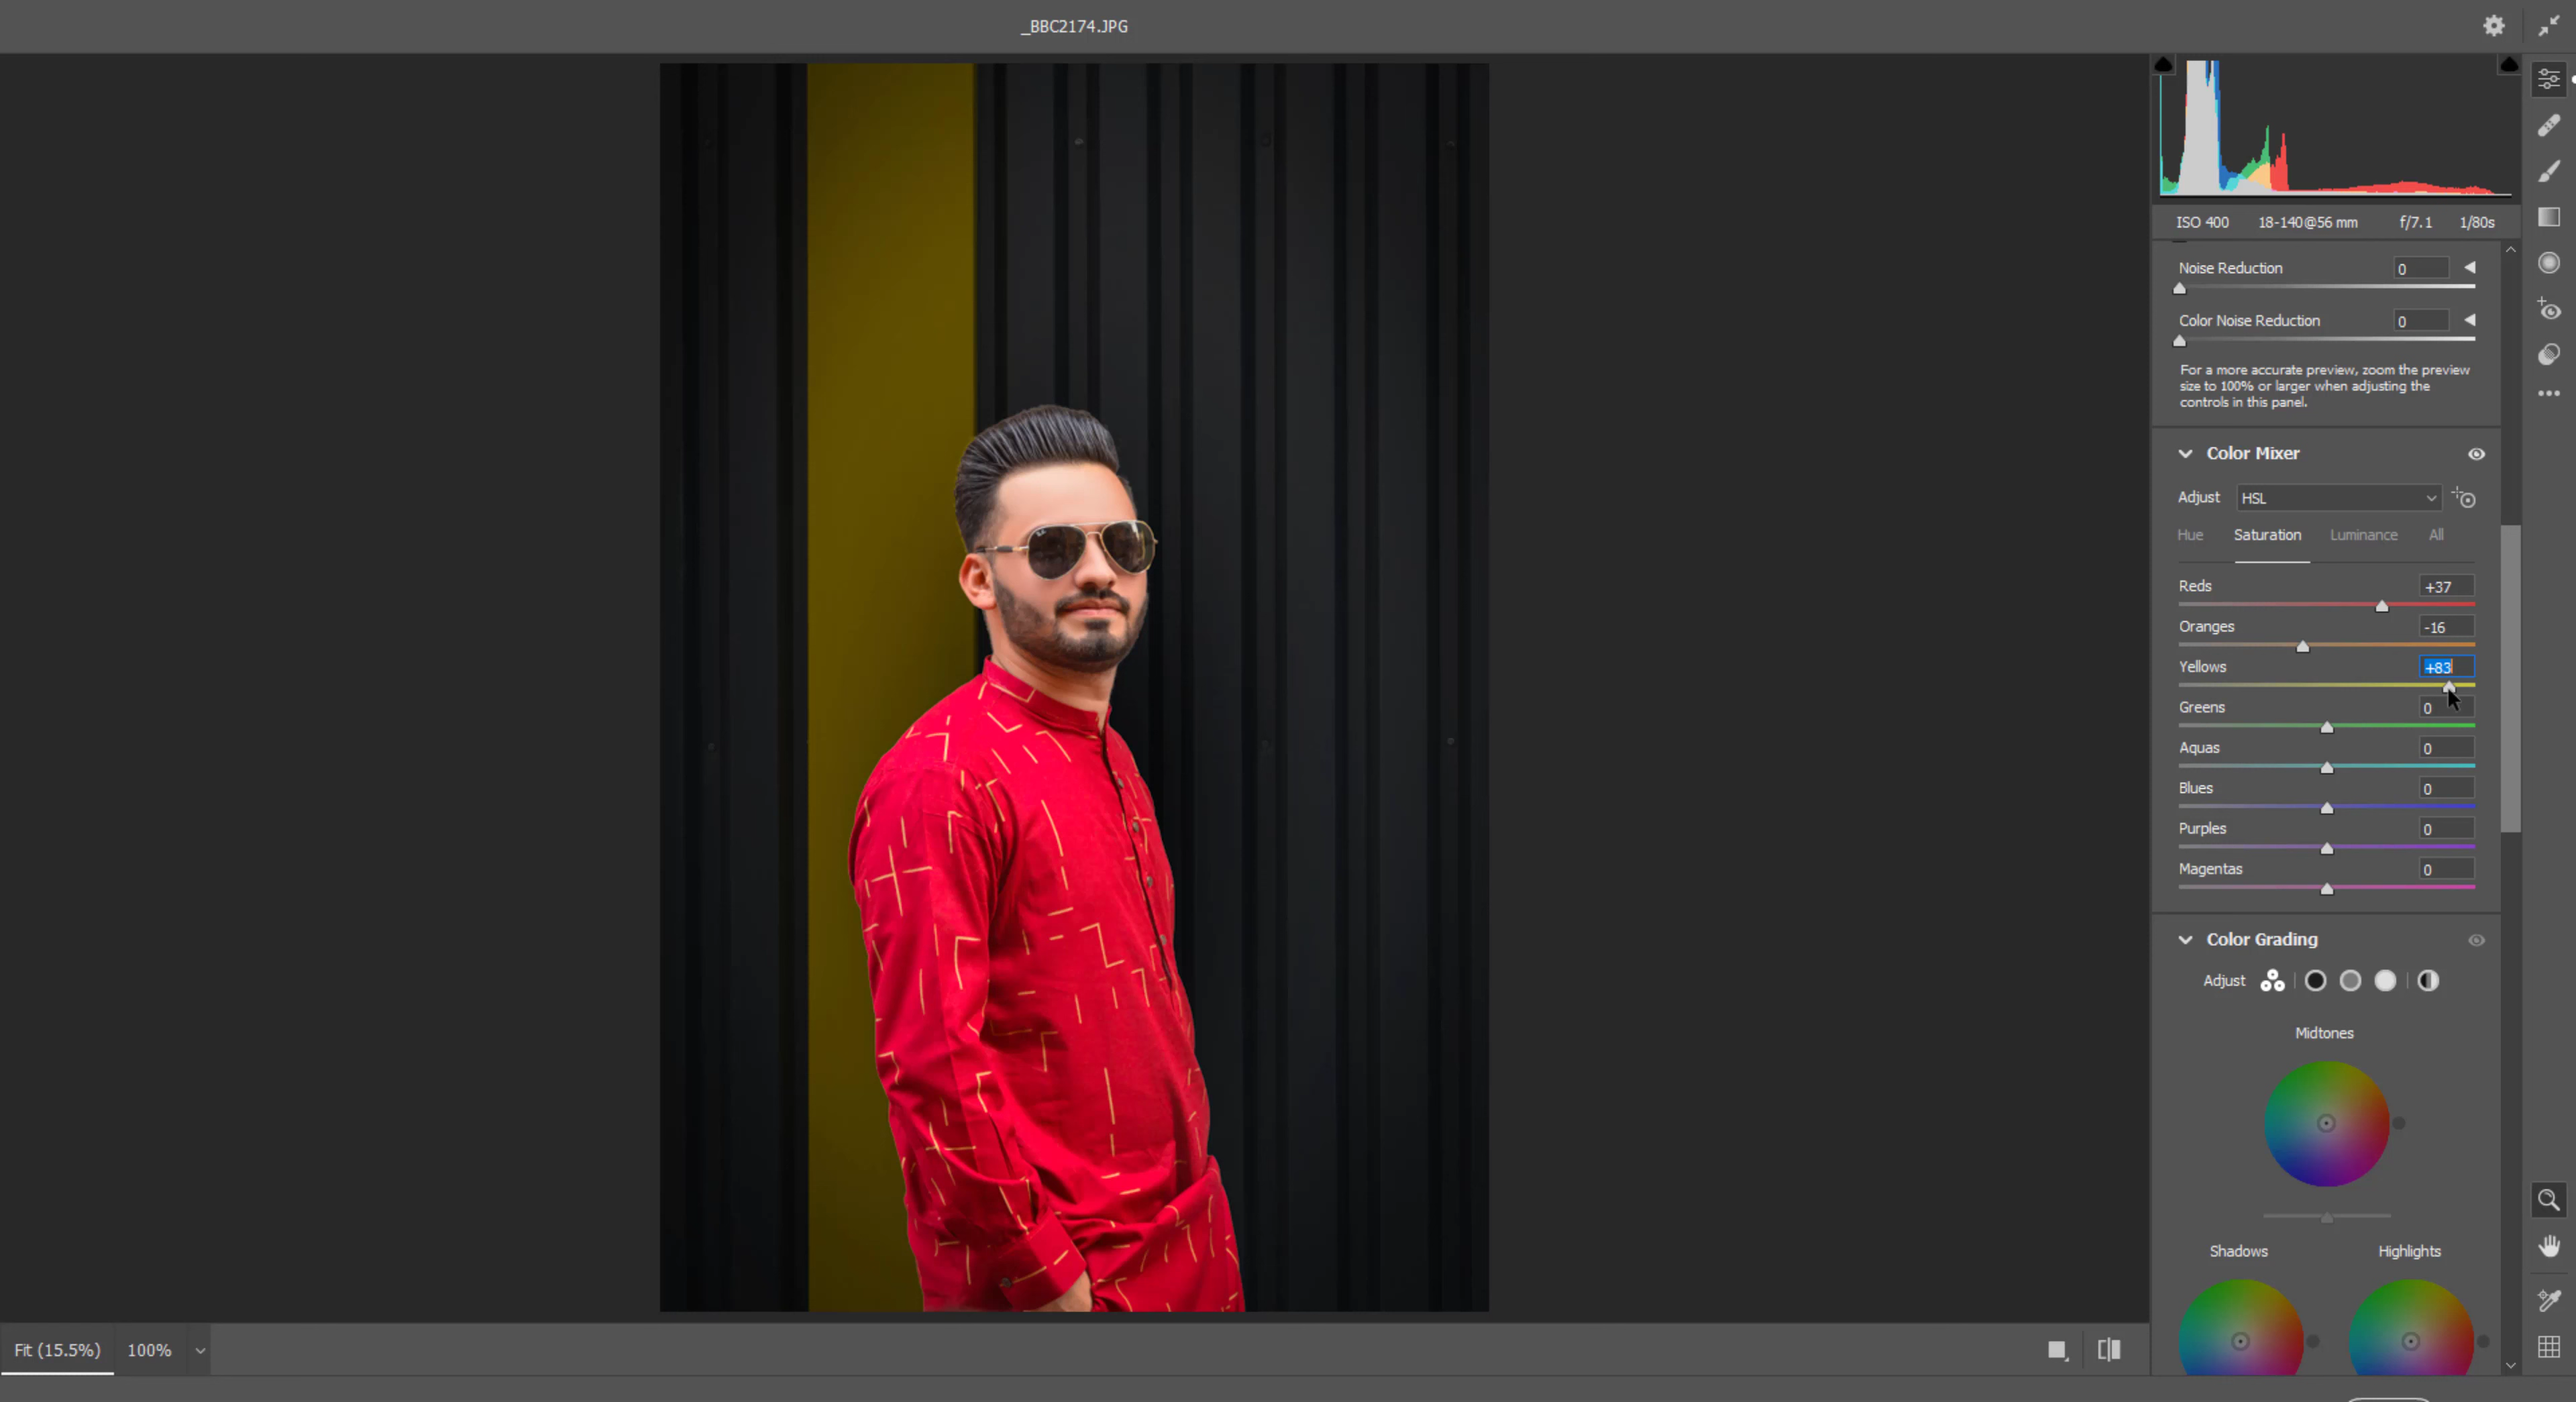 _BBC2174.JPG
ISO 400 18-140@56 mm f/7.1 1/80s
Noise Reduction 0
Color Noise Reduction 0
For a more accurate preview, zoom the preview
size to 100% or larger when adjusting the
controls in this panel.
Color Mixer
Adjust HSL
Hue Saturation Luminance All
Reds +37
Oranges -16
Yellows +83
Greens 0
Aquas 0
Blues 0
Purples 0
Magentas 0
Color Grading
Adjust
Midtones
Shadows Highlights
Fit (15.5%) 100%